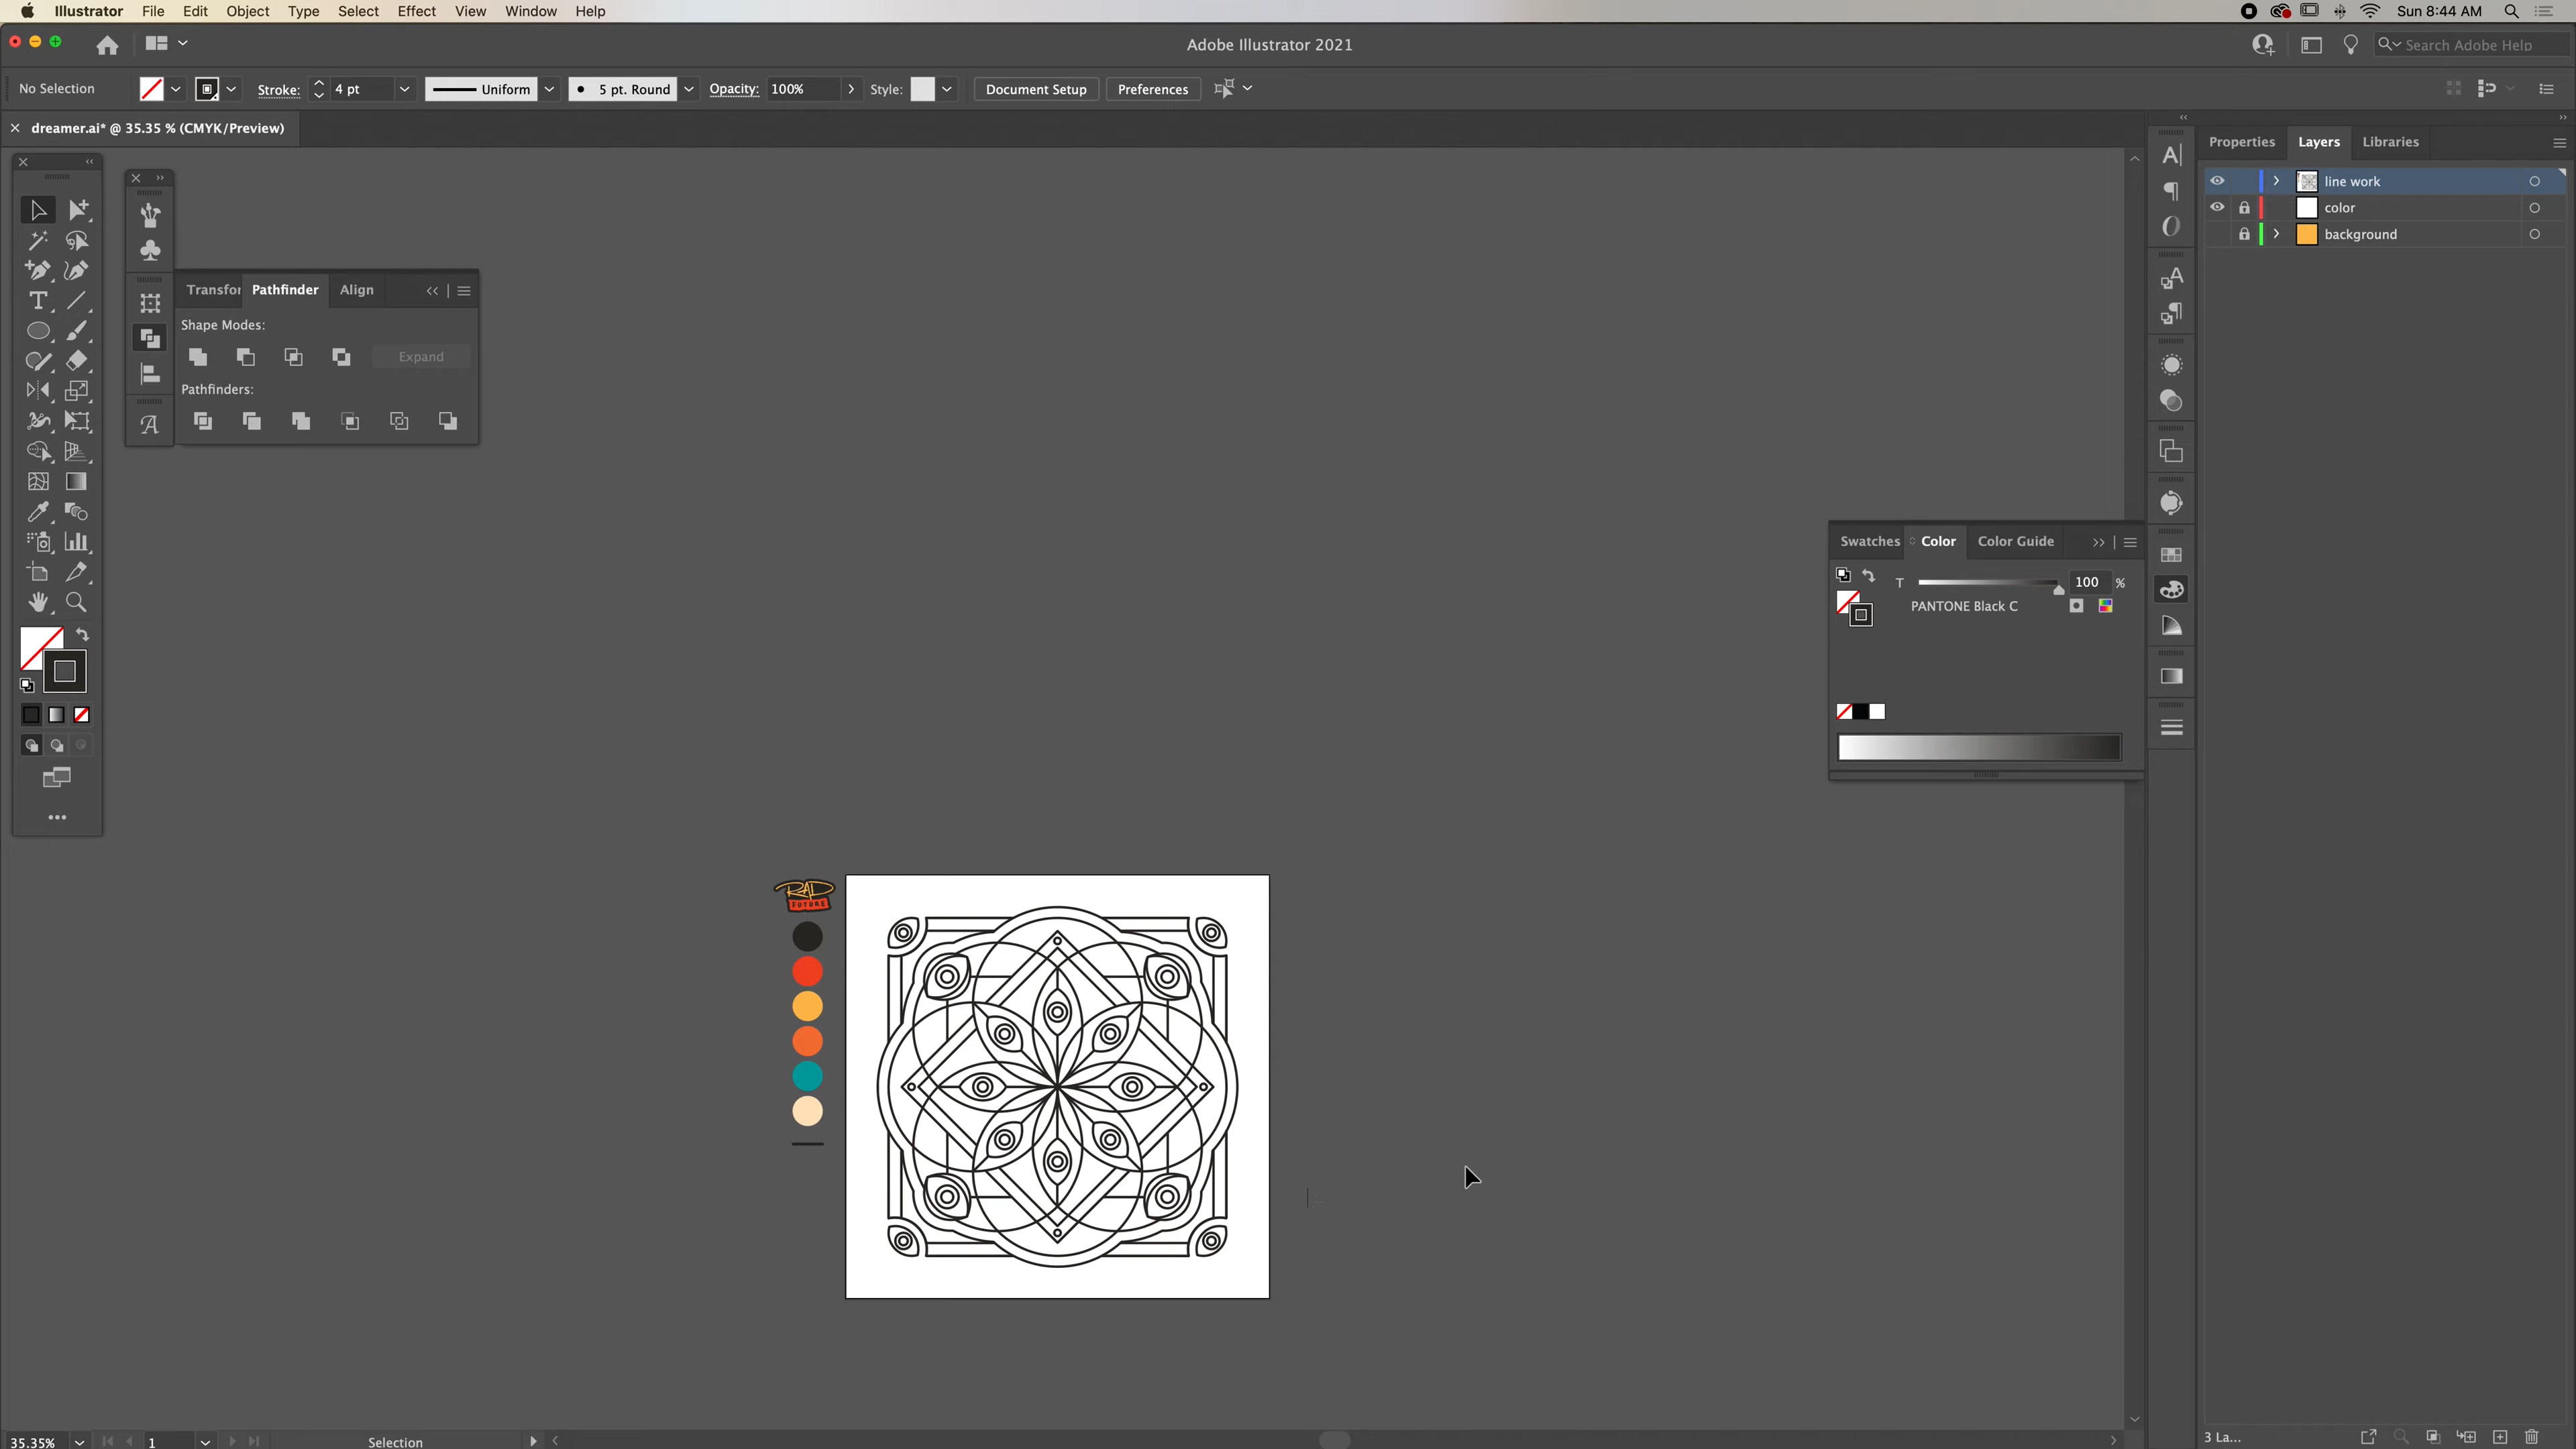 Illustrator File Edit Object Type Select Effect View Window Help Sun 8:44 AM
Adobe Illustrator 2021 Search Adobe Help
No Selection Stroke: 4 pt Uniform 5 pt. Round Opacity: 100% Style: Document Setup Preferences
dreamer.ai* @ 35.35 % (CMYK/Preview)
Properties Layers Libraries
line work
color
background
Transfor Pathfinder Align
Shape Modes:
Expand
Pathfinders:
Swatches Color Color Guide
T 100 %
PANTONE Black C
RAD
FUTURE
35.35% 1 Selection 3 La...